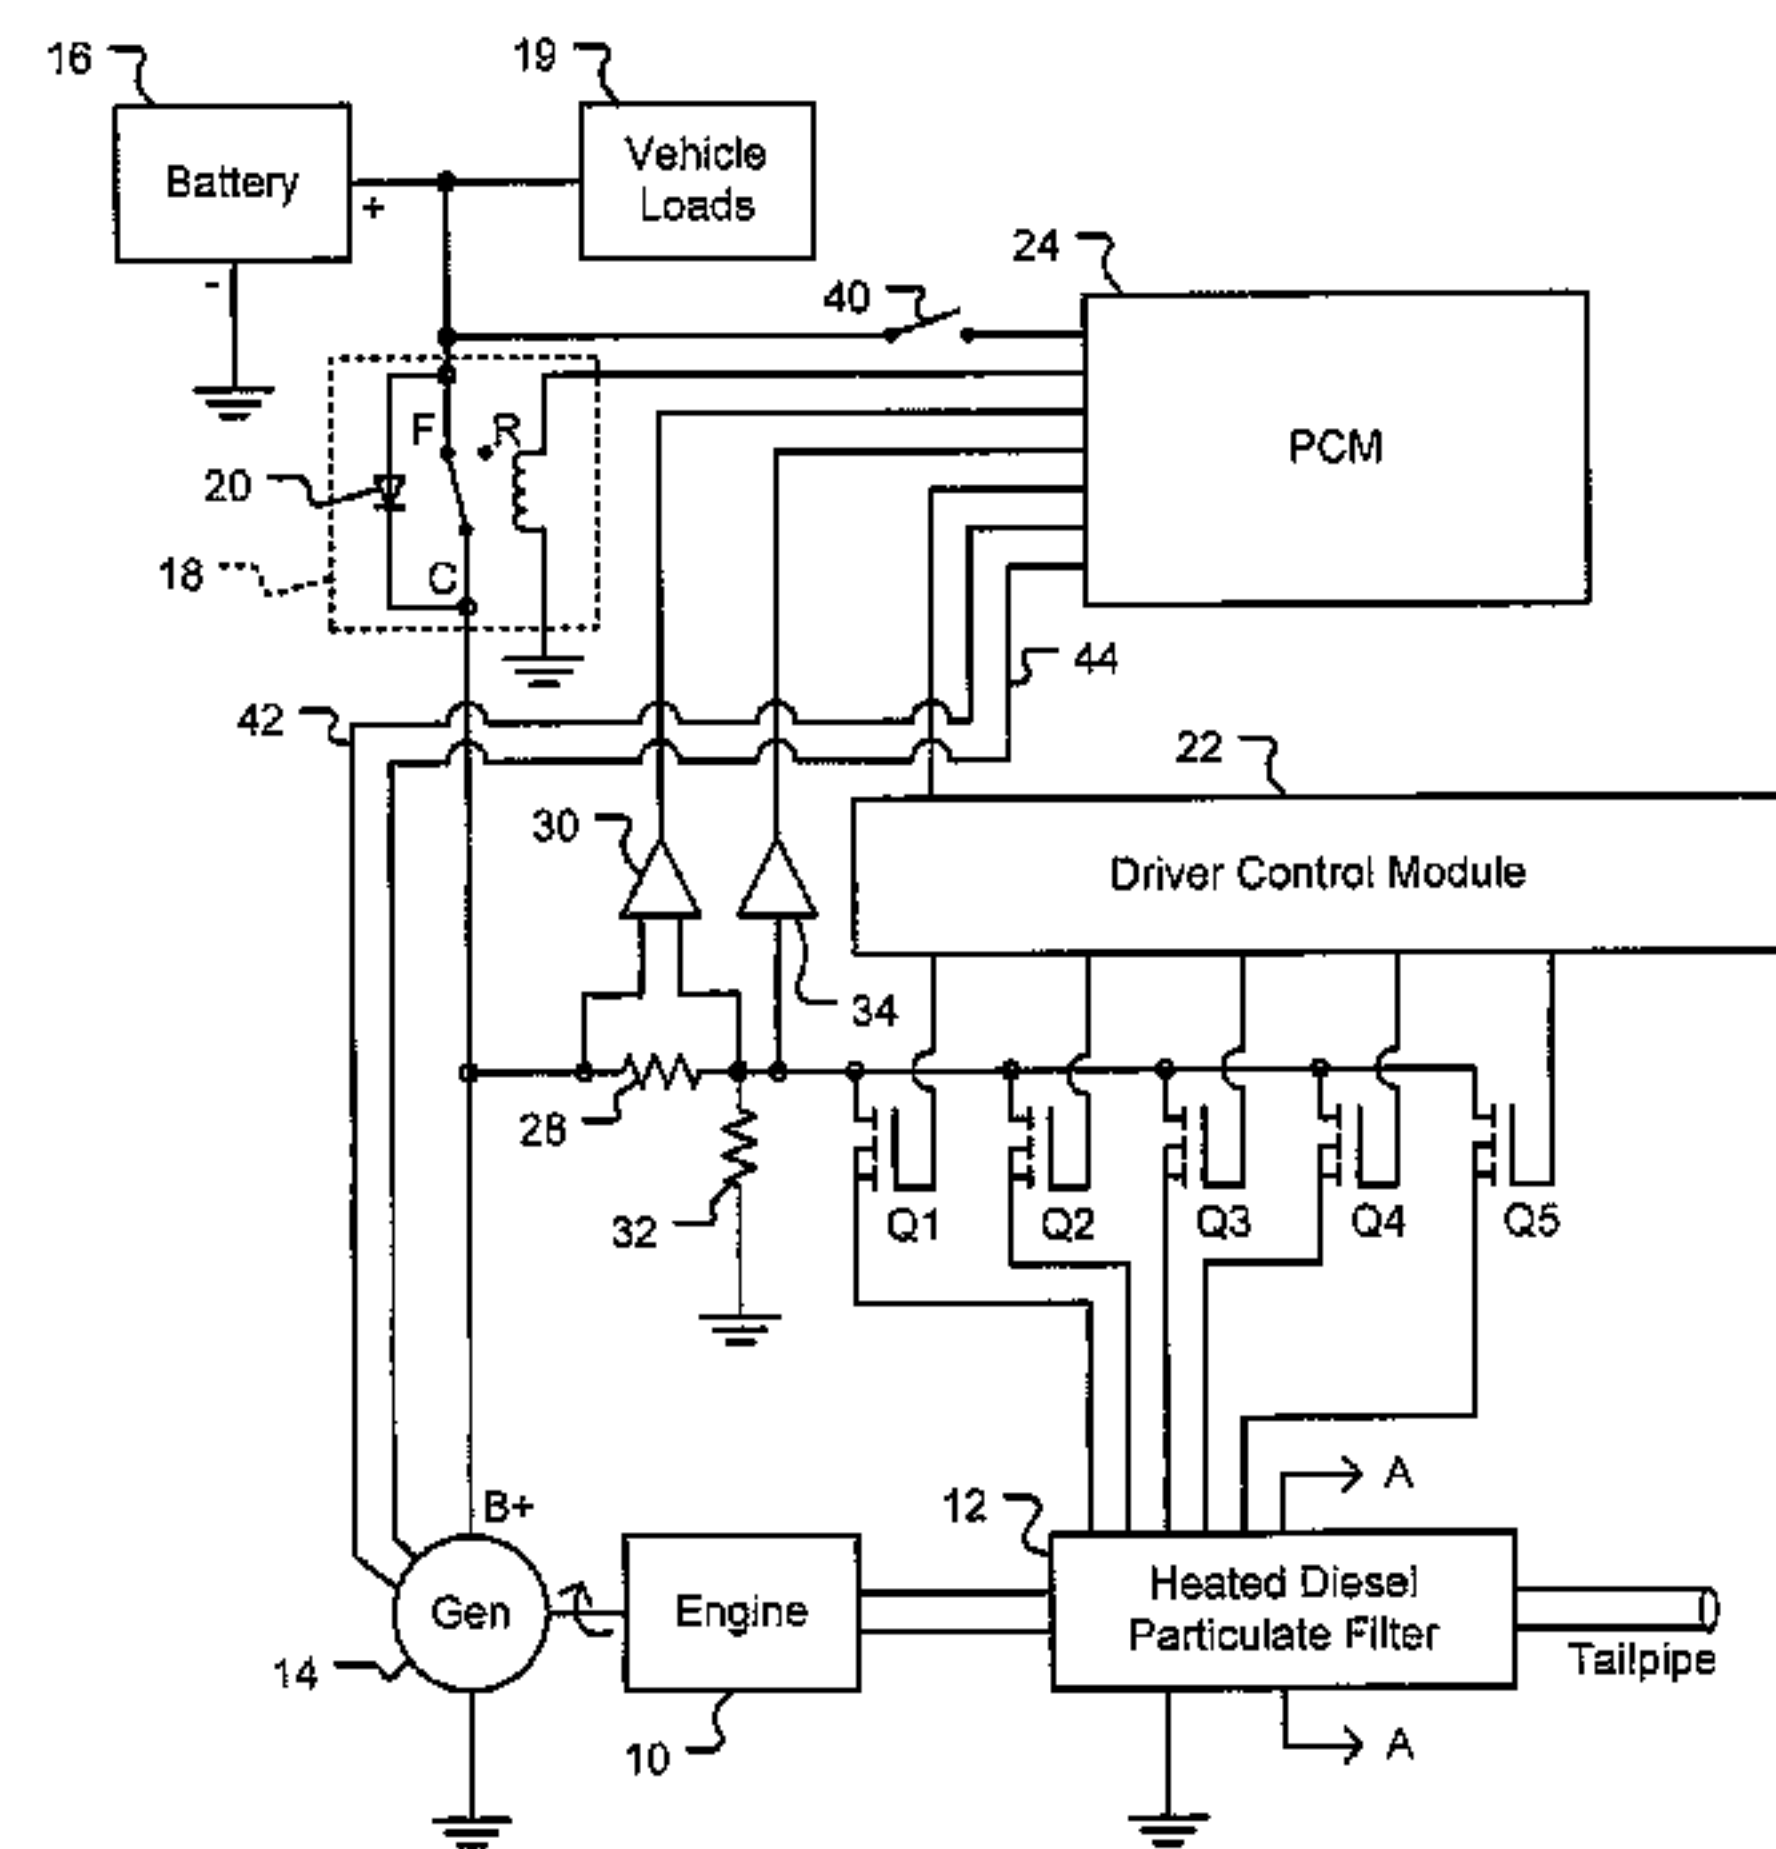 16
19
Battery
+
-
Vehicle
Loads
24
40
PCM
F
R
20
18
C
44
42
22
30
Driver Control Module
34
28
32
Q1
Q2
Q3
Q4
Q5
A
B+
12
Gen
Engine
Heated Diesel
Particulate Filter
Tailpipe
14
10
A